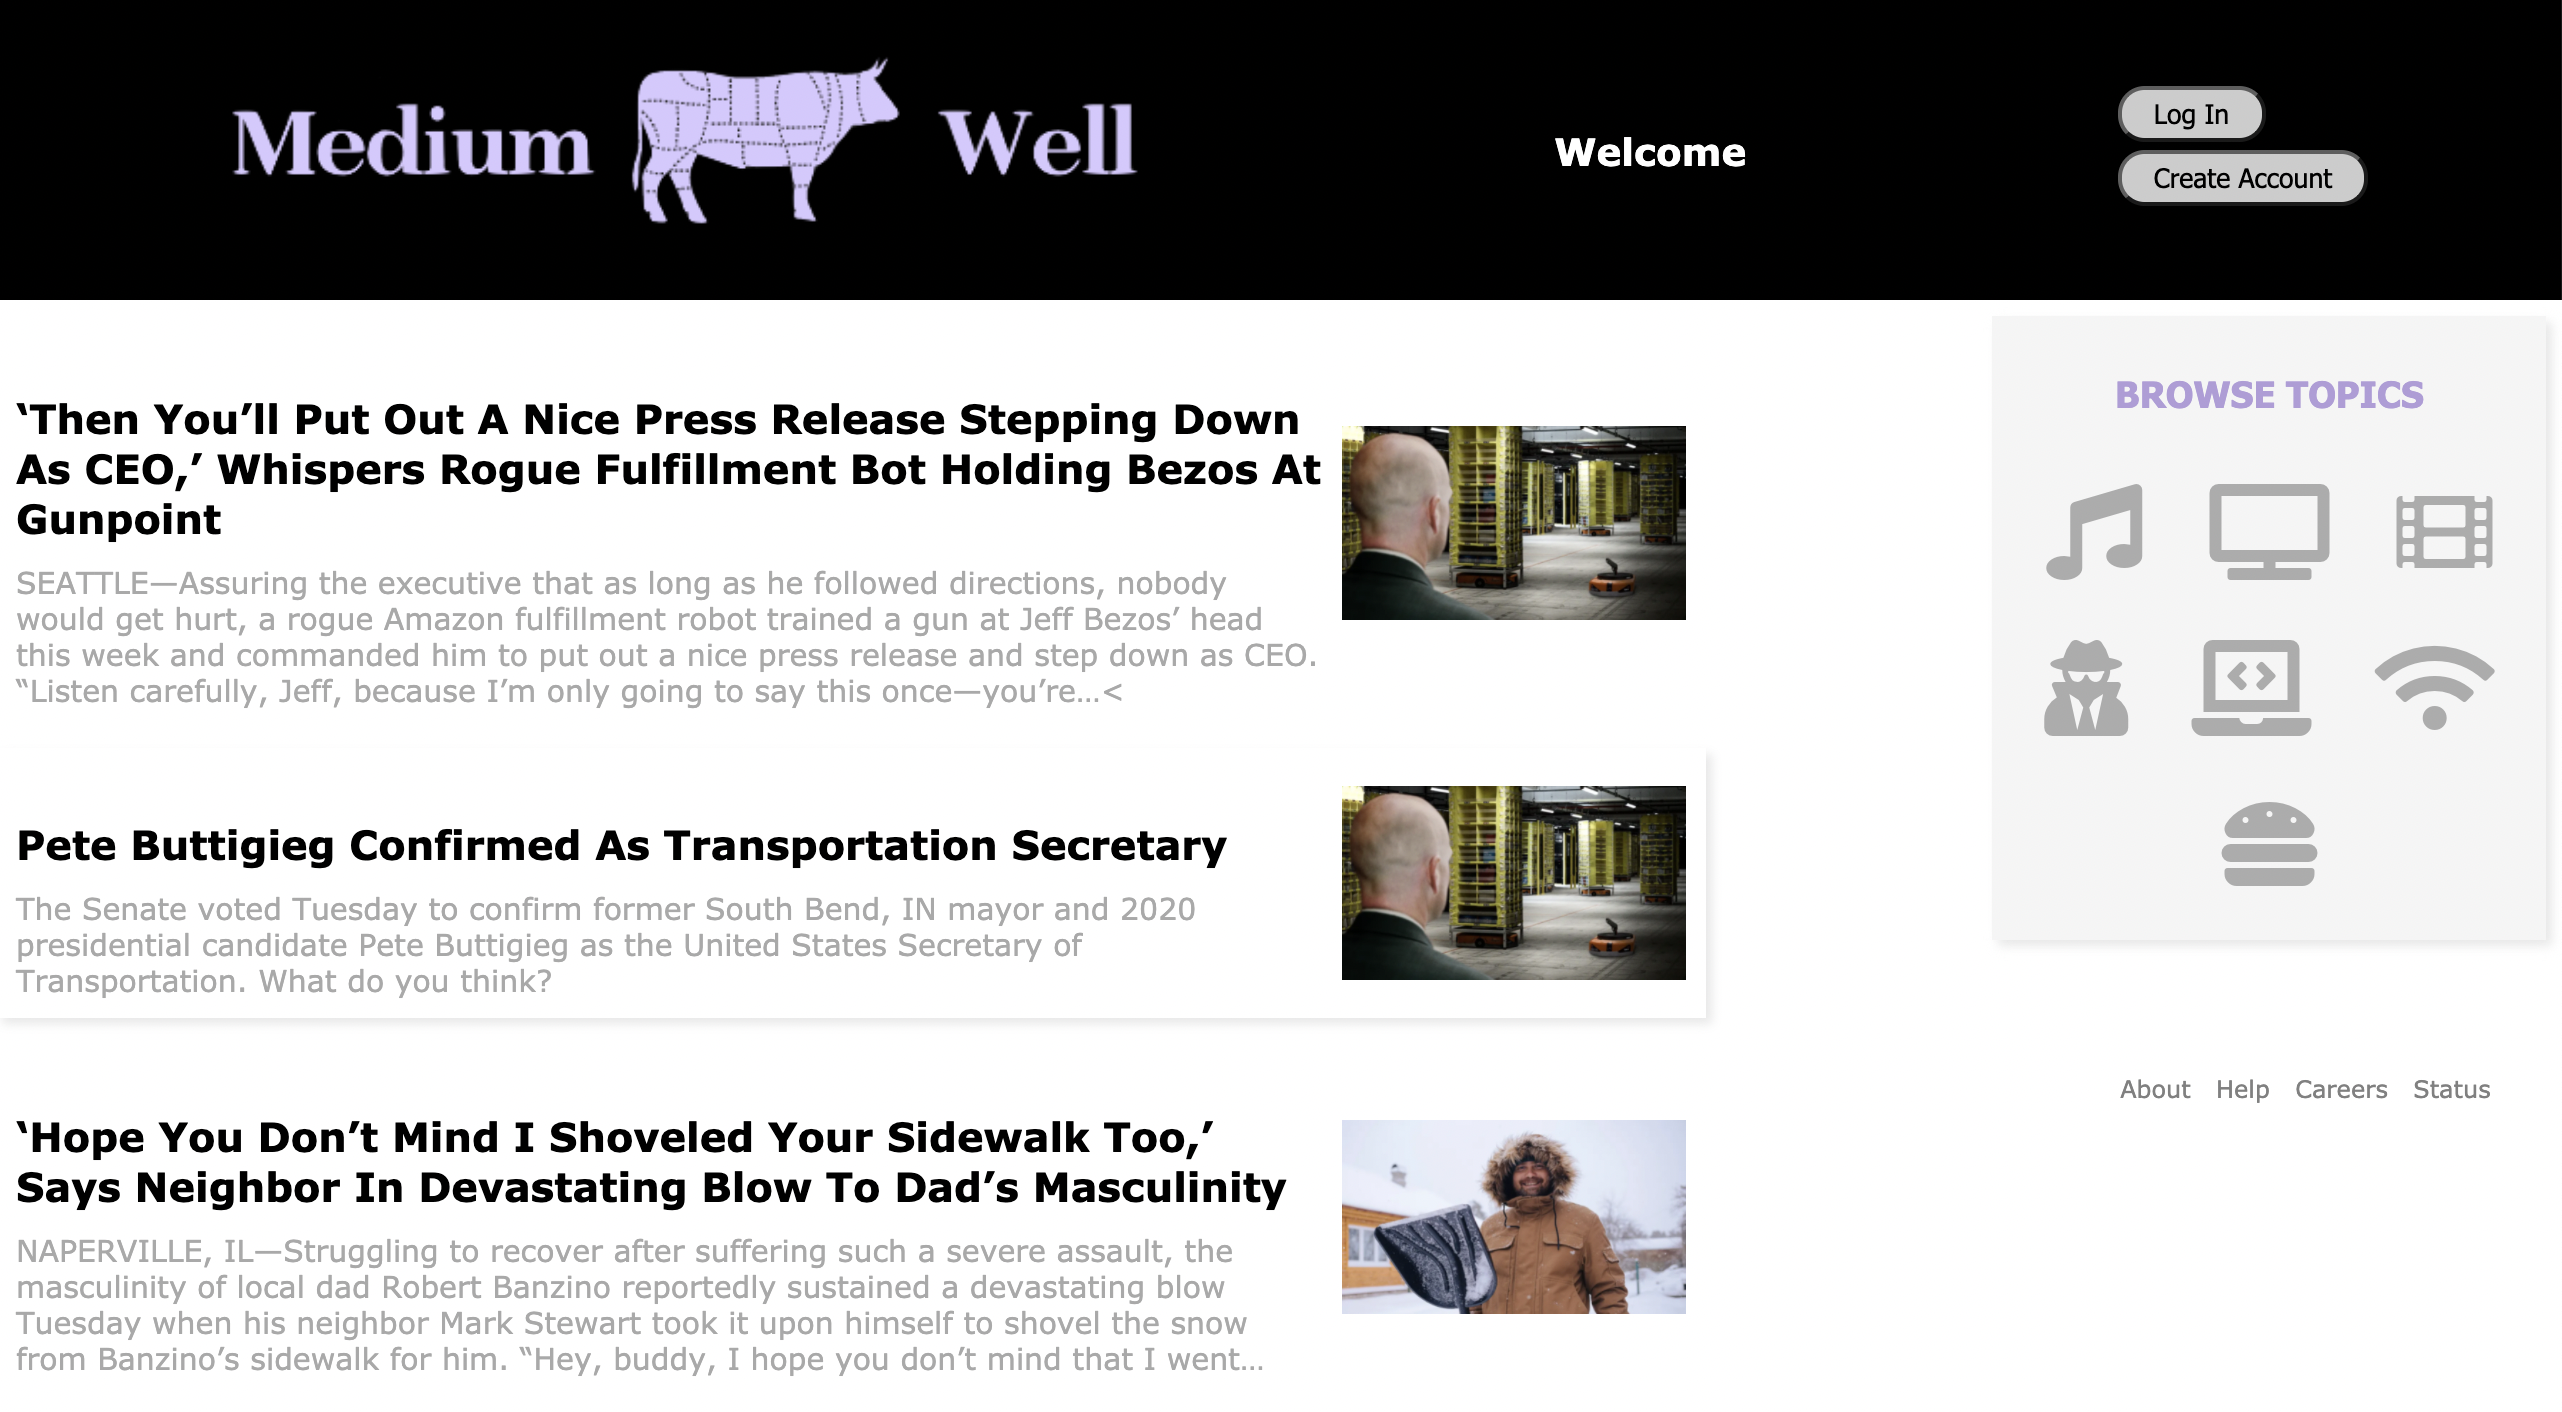 Medium Well
Welcome
Log In
Create Account
‘Then You’ll Put Out A Nice Press Release Stepping Down
As CEO,’ Whispers Rogue Fulfillment Bot Holding Bezos At
Gunpoint
SEATTLE—Assuring the executive that as long as he followed directions, nobody
would get hurt, a rogue Amazon fulfillment robot trained a gun at Jeff Bezos’ head
this week and commanded him to put out a nice press release and step down as CEO.
“Listen carefully, Jeff, because I’m only going to say this once—you’re…<
Pete Buttigieg Confirmed As Transportation Secretary
The Senate voted Tuesday to confirm former South Bend, IN mayor and 2020
presidential candidate Pete Buttigieg as the United States Secretary of
Transportation. What do you think?
‘Hope You Don’t Mind I Shoveled Your Sidewalk Too,’
Says Neighbor In Devastating Blow To Dad’s Masculinity
NAPERVILLE, IL—Struggling to recover after suffering such a severe assault, the
masculinity of local dad Robert Banzino reportedly sustained a devastating blow
Tuesday when his neighbor Mark Stewart took it upon himself to shovel the snow
from Banzino’s sidewalk for him. “Hey, buddy, I hope you don’t mind that I went…
BROWSE TOPICS
About Help Careers Status